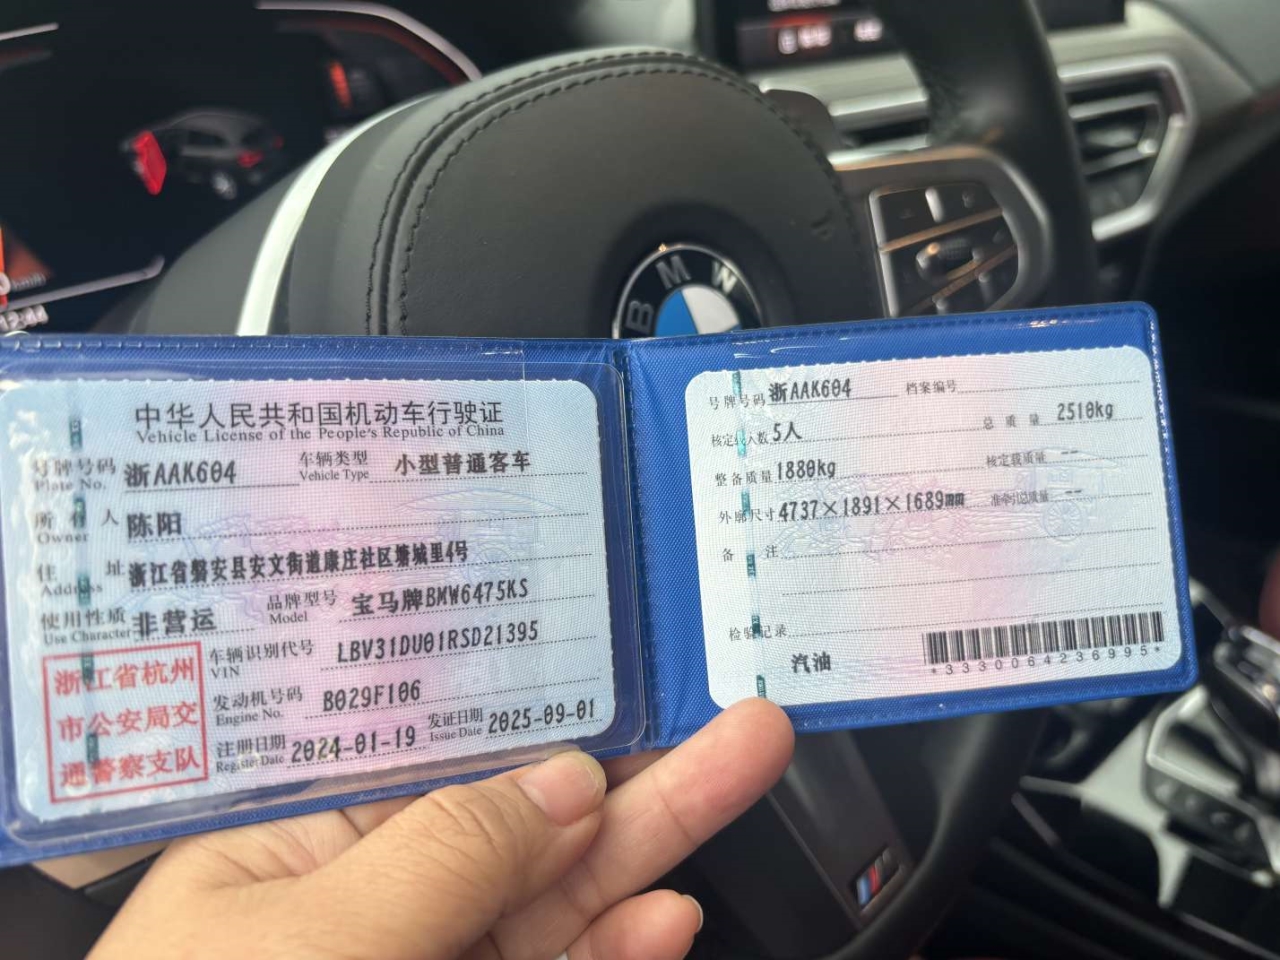 BMW
12:44
中华人民共和国机动车行驶证
Vehicle License of the People's Republic of China
号牌号码 浙AAK604 车辆类型 小型普通客车
Plate No. Vehicle Type
所有人 陈阳
Owner
住址 浙江省磐安县安文街道康庄社区塘城里4号
Address
使用性质 非营运 品牌型号 宝马牌BMW6475KS
Use Character Model
浙江省杭州
市公安局交
通警察支队
车辆识别代号 LBV31DU01RSD21395
VIN
发动机号码 B029F106
Engine No.
注册日期 2024-01-19 发证日期 2025-09-01
Register Date Issue Date
号牌号码 浙AAK604 档案编号
核定载人数 5人 总质量 2510kg
整备质量 1880kg 核定载质量 --
外廓尺寸 4737×1891×1689mm 准牵引总质量 --
备注
检验记录
汽油
*3330064236995*